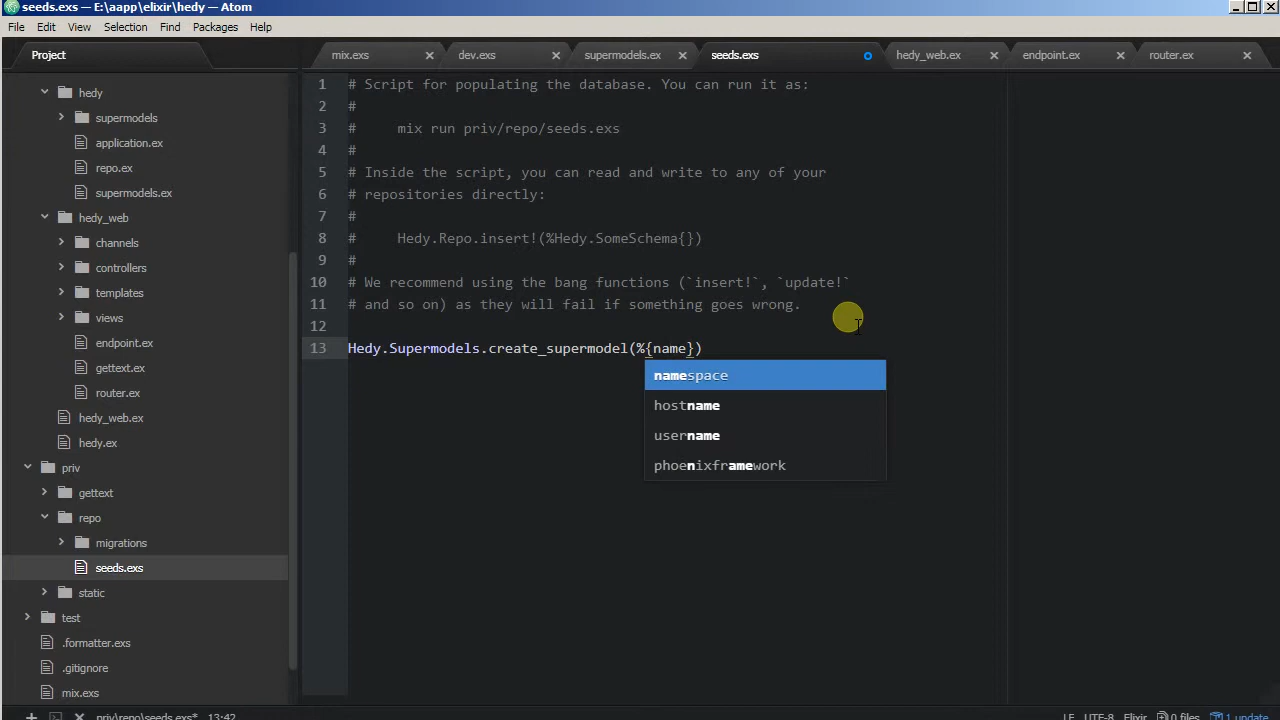 seeds.exs — E:\aapp\elixir\hedy — Atom
File Edit View Selection Find Packages Help
Project
mix.exs
dev.exs
supermodels.ex
seeds.exs
hedy_web.ex
endpoint.ex
router.ex
hedy
supermodels
application.ex
repo.ex
supermodels.ex
hedy_web
channels
controllers
templates
views
endpoint.ex
gettext.ex
router.ex
hedy_web.ex
hedy.ex
priv
gettext
repo
migrations
seeds.exs
static
test
.formatter.exs
.gitignore
mix.exs
1 # Script for populating the database. You can run it as:
2 #
3 #     mix run priv/repo/seeds.exs
4 #
5 # Inside the script, you can read and write to any of your
6 # repositories directly:
7 #
8 #     Hedy.Repo.insert!(%Hedy.SomeSchema{})
9 #
10 # We recommend using the bang functions (`insert!`, `update!`
11 # and so on) as they will fail if something goes wrong.
12
13 Hedy.Supermodels.create_supermodel(%{name})
namespace
hostname
username
phoenixframework
priv\repo\seeds.exs* 13:42
LF UTF-8 Elixir 0 files 1 update